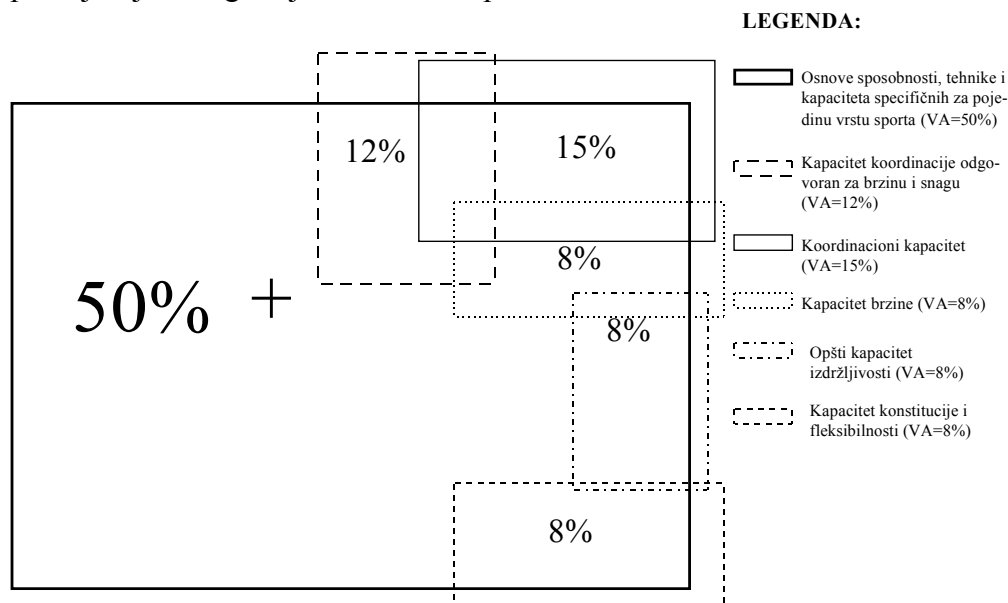 LEGENDA:
Osnove sposobnosti, tehnike i
kapaciteta specifičnih za poje-
dinu vrstu sporta (VA=50%)
Kapacitet koordinacije odgo-
voran za brzinu i snagu
(VA=12%)
Koordinacioni kapacitet
(VA=15%)
Kapacitet brzine (VA=8%)
Opšti kapacitet
izdržljivosti (VA=8%)
Kapacitet konstitucije i
fleksibilnosti (VA=8%)
12%
15%
8%
50% +
8%
8%